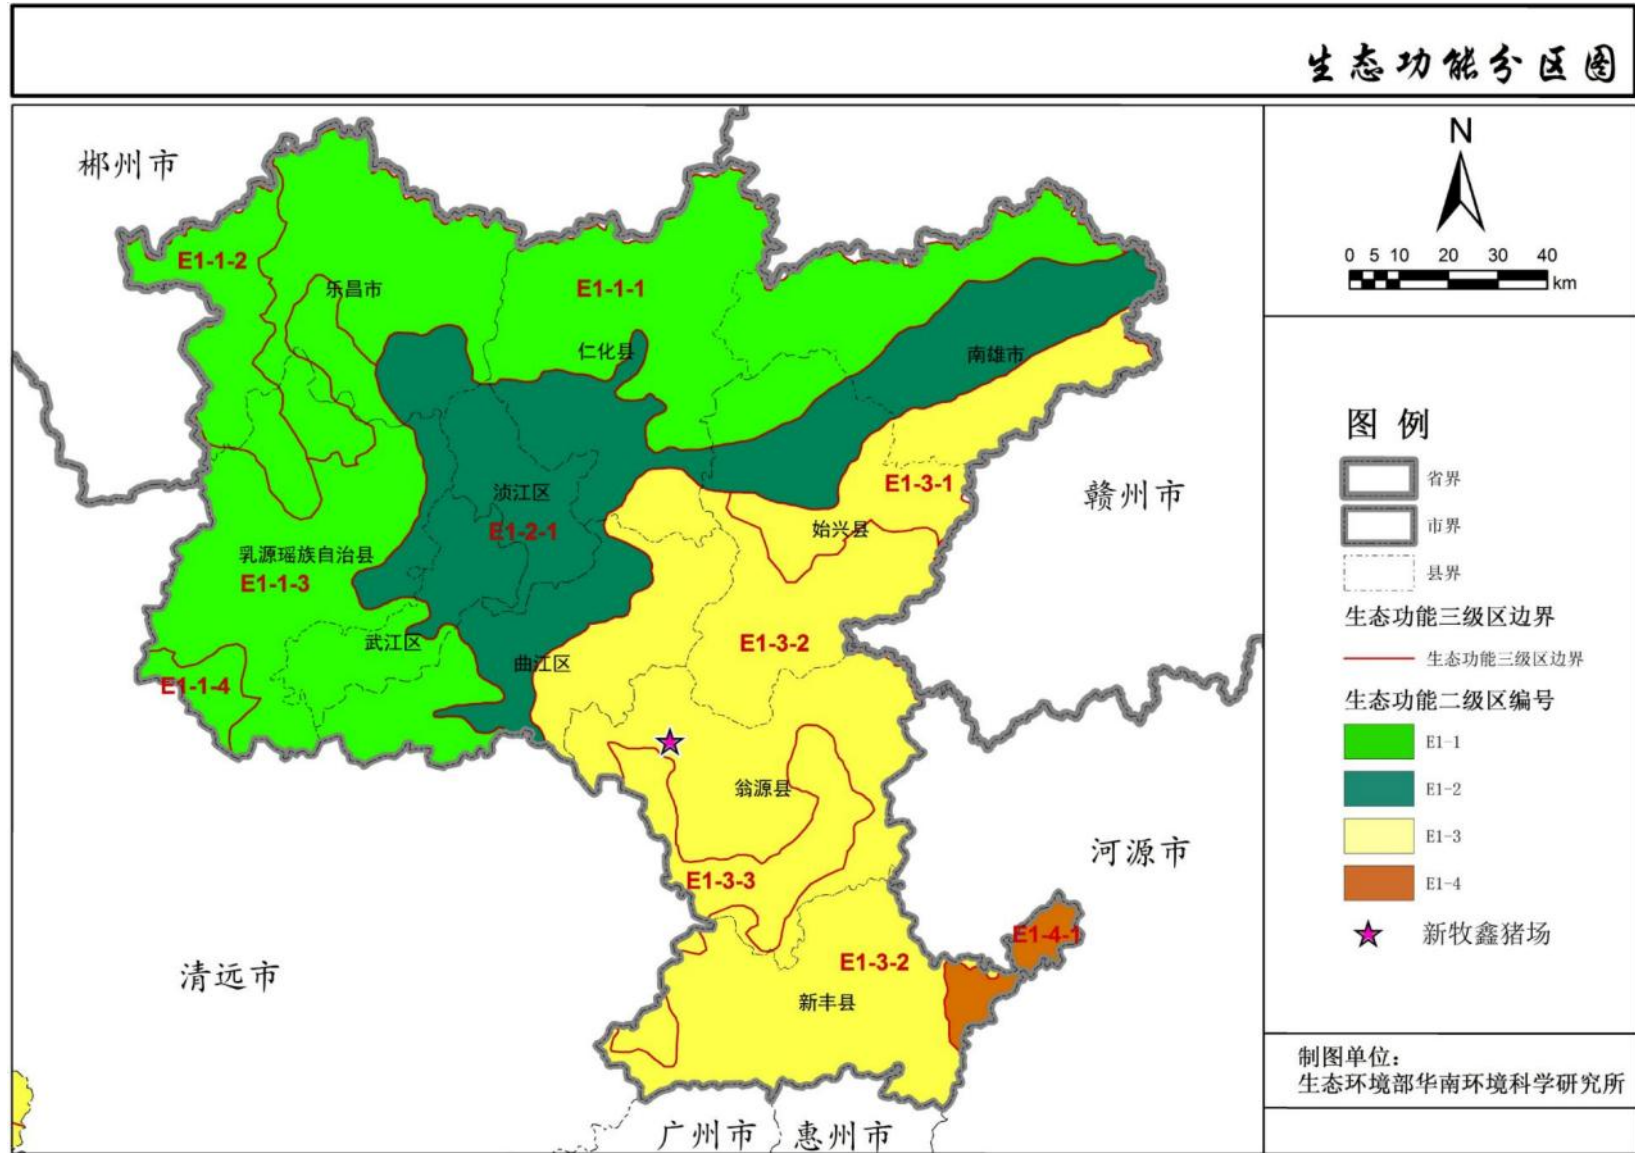 生态功能分区图
郴州市
N
0 5 10 20 30 40
km
E1-1-2
乐昌市
E1-1-1
仁化县
南雄市
图 例
省界
市界
县界
生态功能三级区边界
生态功能三级区边界
生态功能二级区编号
E1-1
E1-2
E1-3
E1-4
新牧鑫猪场
E1-3-1
赣州市
浈江区
E1-2-1
始兴县
乳源瑶族自治县
E1-1-3
武江区
曲江区
E1-3-2
E1-1-4
翁源县
河源市
E1-3-3
E1-4-1
清远市
E1-3-2
新丰县
制图单位：
生态环境部华南环境科学研究所
广州市
惠州市